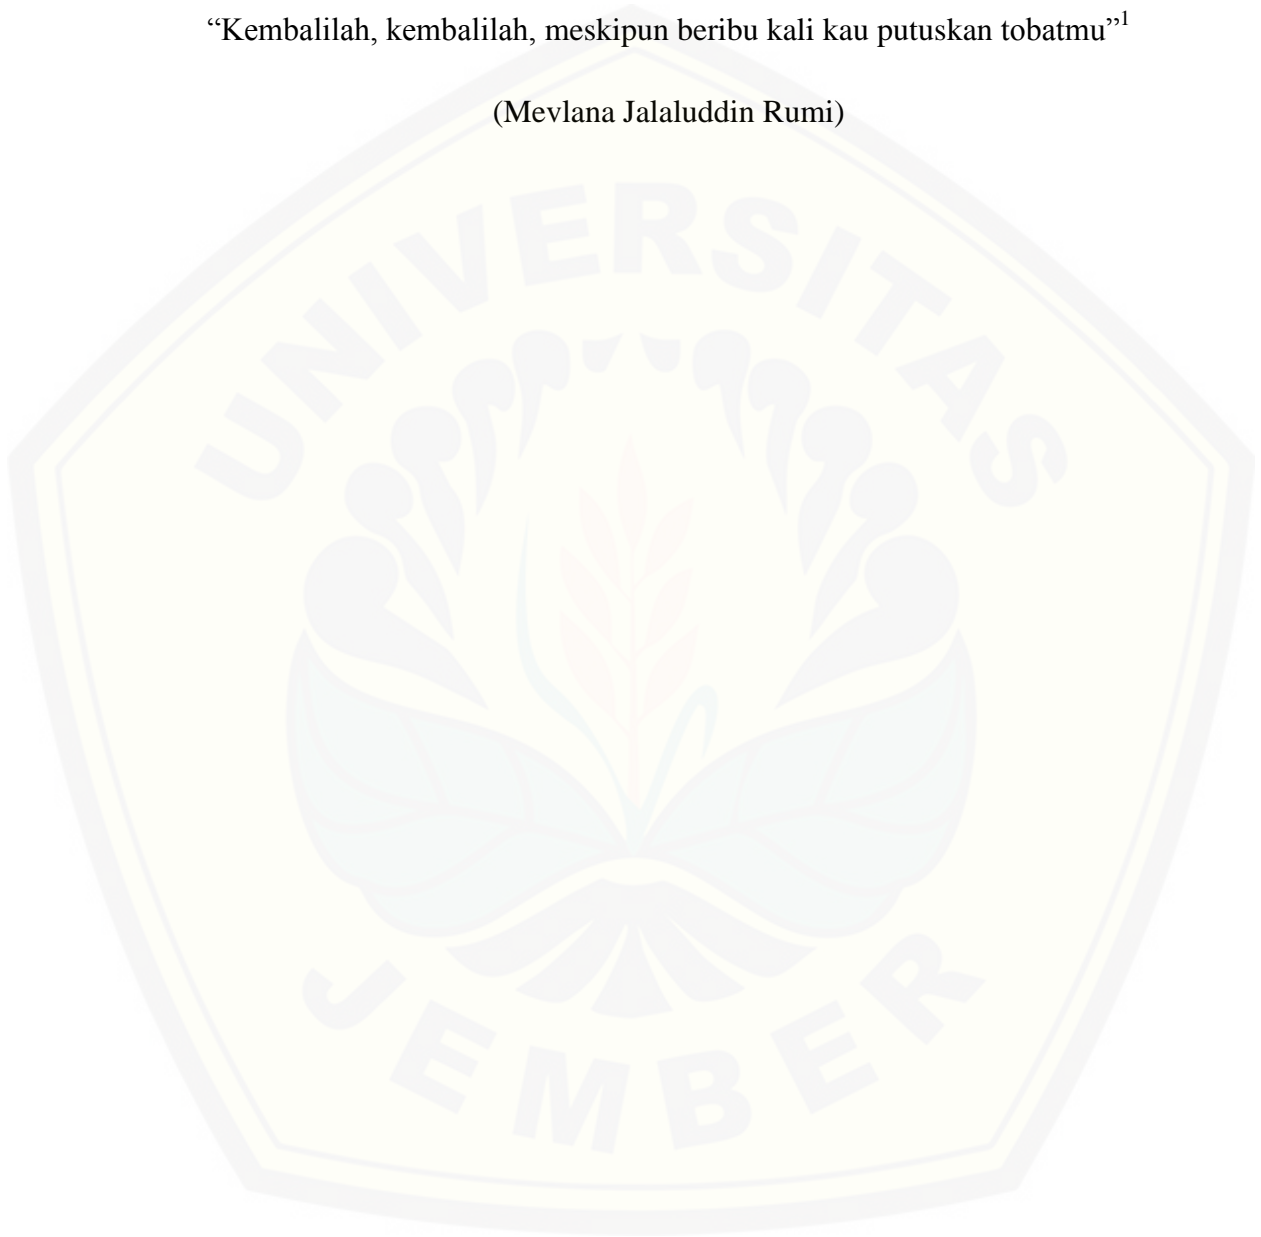 “Kembalilah, kembalilah, meskipun beribu kali kau putuskan tobatmu”1
(Mevlana Jalaluddin Rumi)
UNIVERSITAS
JEMBER